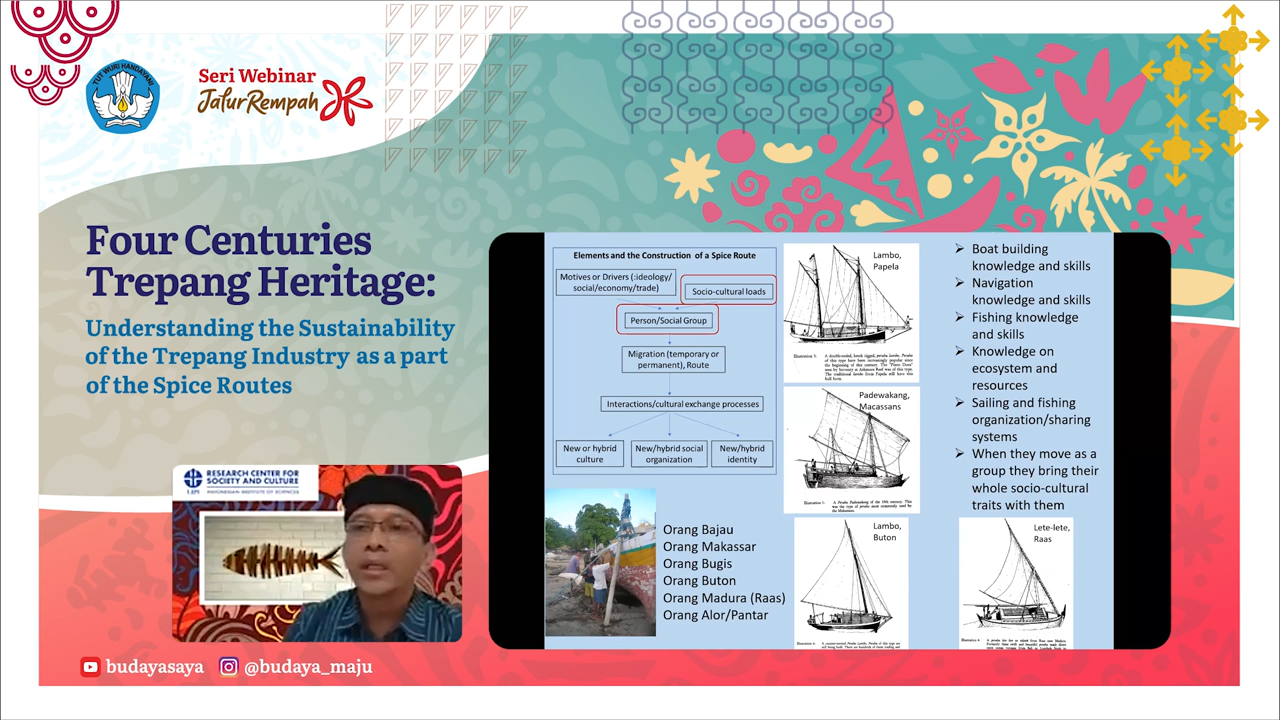 TUT WURI HANDAYANI
Seri Webinar
Jalur Rempah
Four Centuries
Trepang Heritage:
Understanding the Sustainability
of the Trepang Industry as a part
of the Spice Routes
LIPI
RESEARCH CENTER FOR
SOCIETY AND CULTURE
INDONESIAN INSTITUTE OF SCIENCES
budayasaya
@budaya_maju
Elements and the Construction of a Spice Route
Motives or Drivers (:ideology/
social/economy/trade)
Socio-cultural loads
Person/Social Group
Migration (temporary or
permanent), Route
Interactions/cultural exchange processes
New or hybrid
culture
New/hybrid social
organization
New/hybrid
identity
Orang Bajau
Orang Makassar
Orang Bugis
Orang Buton
Orang Madura (Raas)
Orang Alor/Pantar
Lambo,
Papela
Padewakang,
Macassans
Lambo,
Buton
Lete-lete,
Raas
➢ Boat building
knowledge and skills
➢ Navigation
knowledge and skills
➢ Fishing knowledge
and skills
➢ Knowledge on
ecosystem and
resources
➢ Sailing and fishing
organization/sharing
systems
➢ When they move as a
group they bring their
whole socio-cultural
traits with them